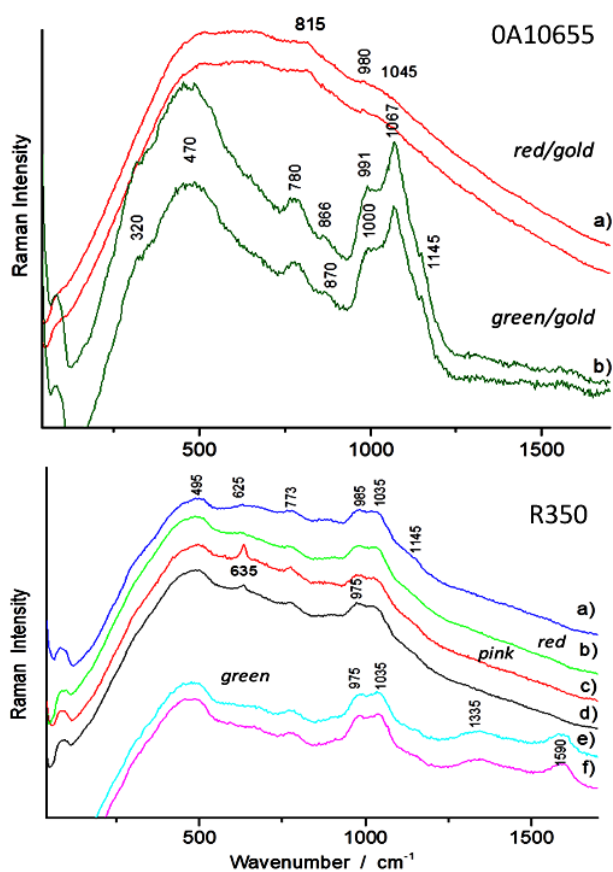 0A10655
815
980
1045
1067
red/gold
a)
470
780
991
320
866
1000
1145
870
green/gold
b)
Raman Intensity
500
1000
1500
R350
495
625
773
985
1035
1145
a)
635
975
red
b)
pink
c)
green
d)
975
1035
1335
e)
1590
f)
Raman Intensity
500
1000
1500
Wavenumber / cm⁻¹